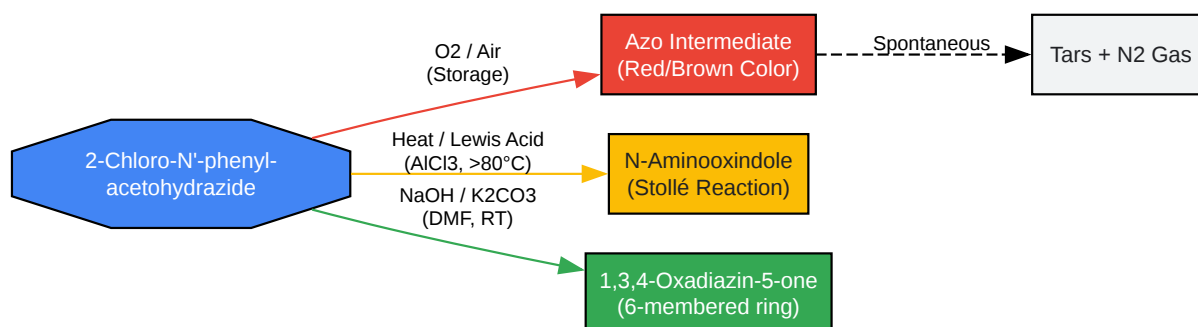 2-Chloro-N'-phenyl-
acetohydrazide
O2 / Air
(Storage)
Azo Intermediate
(Red/Brown Color)
Spontaneous
Tars + N2 Gas
Heat / Lewis Acid
(AlCl3, >80°C)
N-Aminooxindole
(Stollé Reaction)
NaOH / K2CO3
(DMF, RT)
1,3,4-Oxadiazin-5-one
(6-membered ring)